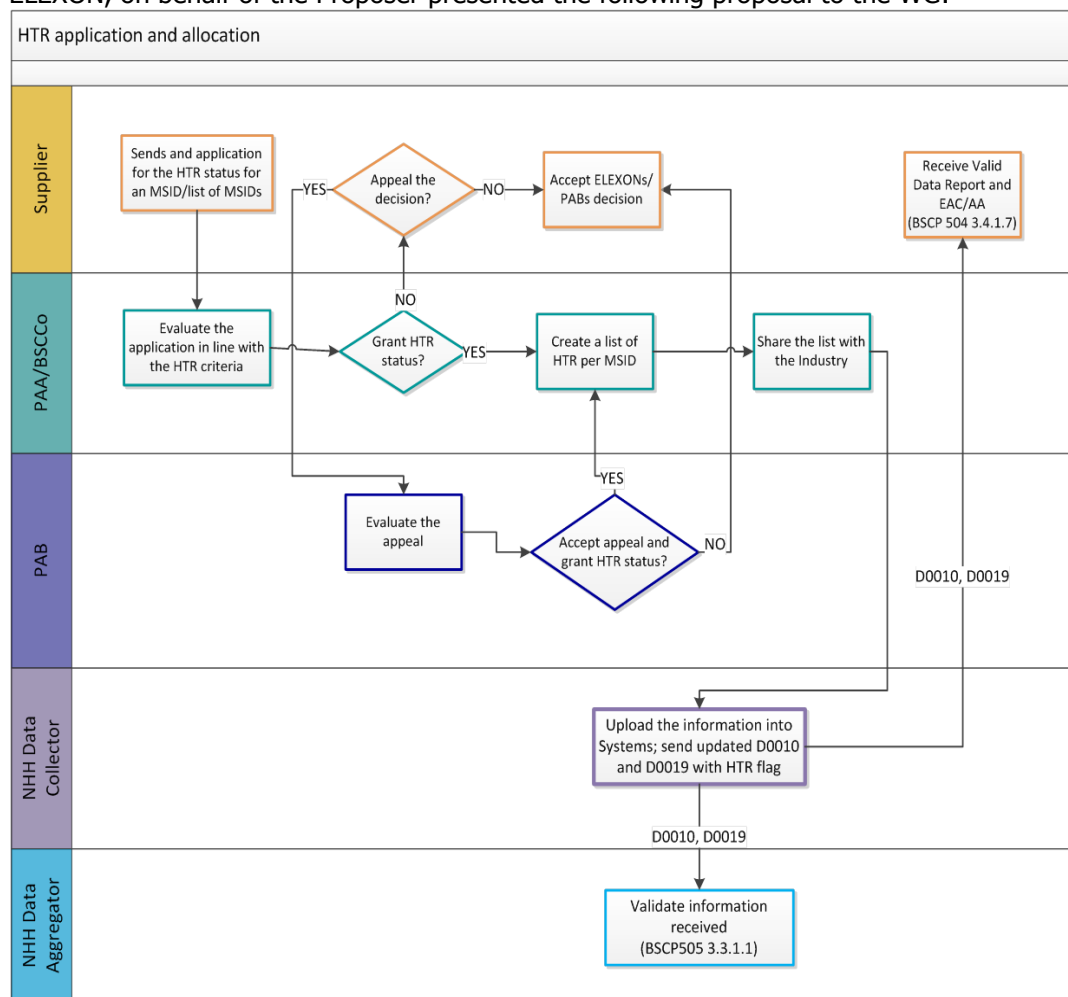 ELEXON, on behalf of the Proposer presented the following proposal to the WG:
HTR application and allocation
Supplier
Sends and application
for the HTR status for
an MSID/list of MSIDs
YES
Appeal the
decision?
NO
Accept ELEXONs/
PABs decision
Receive Valid
Data Report and
EAC/AA
(BSCP 504 3.4.1.7)
PAA/BSCCo
Evaluate the
application in line with
the HTR criteria
NO
Grant HTR
status?
YES
Create a list of
HTR per MSID
Share the list with
the Industry
PAB
Evaluate the
appeal
YES
Accept appeal and
grant HTR status?
NO
D0010, D0019
NHH Data
Collector
Upload the information into
Systems; send updated D0010
and D0019 with HTR flag
D0010, D0019
NHH Data
Aggregator
Validate information
received
(BSCP505 3.3.1.1)